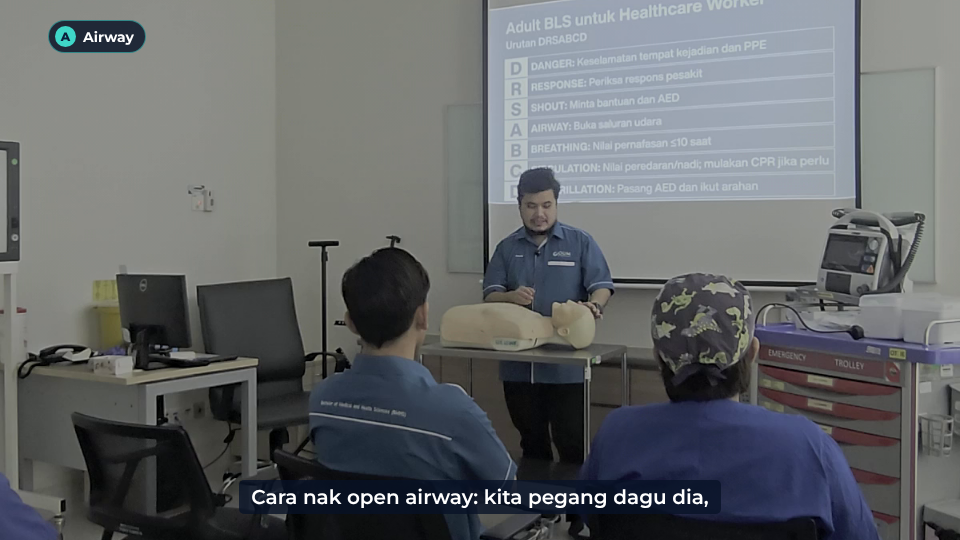 A Airway
Adult BLS untuk Healthcare Worker
Urutan DRSABCD
D DANGER: Keselamatan tempat kejadian dan PPE
R RESPONSE: Periksa respons pesakit
S SHOUT: Minta bantuan dan AED
A AIRWAY: Buka saluran udara
B BREATHING: Nilai pernafasan ≤10 saat
C Nilai peredaran/nadi; mulakan CPR jika perlu
Pasang AED dan ikut arahan
DELL
EMERGENCY TROLLEY
Cara nak open airway: kita pegang dagu dia,